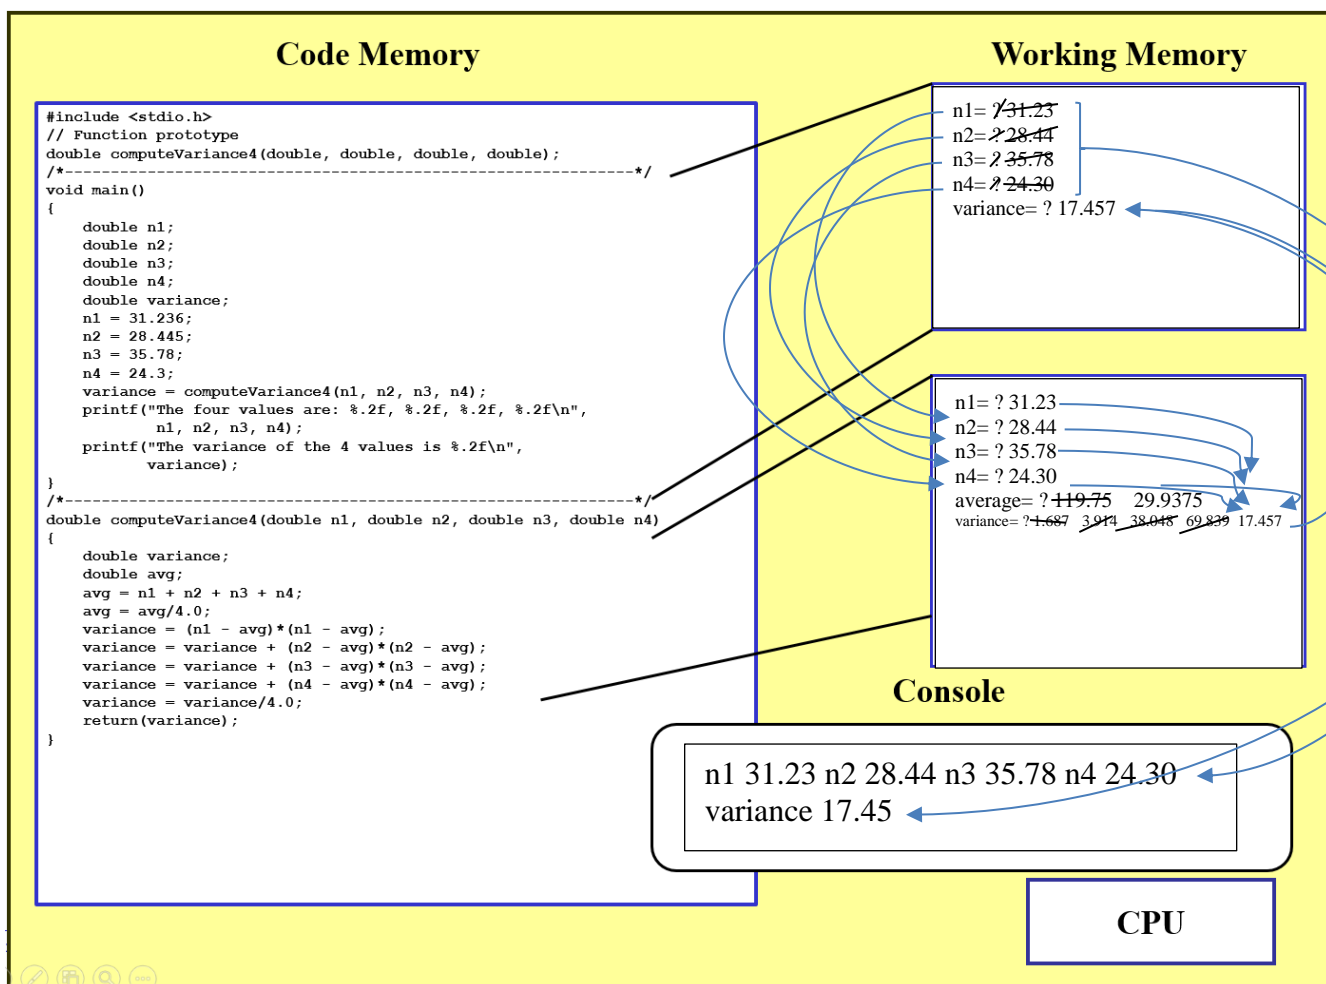 Code Memory
#include <stdio.h>
// Function prototype
double computeVariance4(double, double, double, double);
/*---------------------------------------------------------------*/
void main()
{
    double n1;
    double n2;
    double n3;
    double n4;
    double variance;
    n1 = 31.236;
    n2 = 28.445;
    n3 = 35.78;
    n4 = 24.3;
    variance = computeVariance4(n1, n2, n3, n4);
    printf("The four values are: %.2f, %.2f, %.2f, %.2f\n",
            n1, n2, n3, n4);
    printf("The variance of the 4 values is %.2f\n",
           variance);
}
/*---------------------------------------------------------------*/
double computeVariance4(double n1, double n2, double n3, double n4)
{
    double variance;
    double avg;
    avg = n1 + n2 + n3 + n4;
    avg = avg/4.0;
    variance = (n1 - avg)*(n1 - avg);
    variance = variance + (n2 - avg)*(n2 - avg);
    variance = variance + (n3 - avg)*(n3 - avg);
    variance = variance + (n4 - avg)*(n4 - avg);
    variance = variance/4.0;
    return(variance);
}
Working Memory
n1= ? 31.23
n2= ? 28.44
n3= ? 35.78
n4= ? 24.30
variance= ? 17.457
n1= ? 31.23
n2= ? 28.44
n3= ? 35.78
n4= ? 24.30
average= ? 119.75 29.9375
variance= ? 1.687 3.914 38.048 69.839 17.457
Console
n1 31.23 n2 28.44 n3 35.78 n4 24.30
variance 17.45
CPU